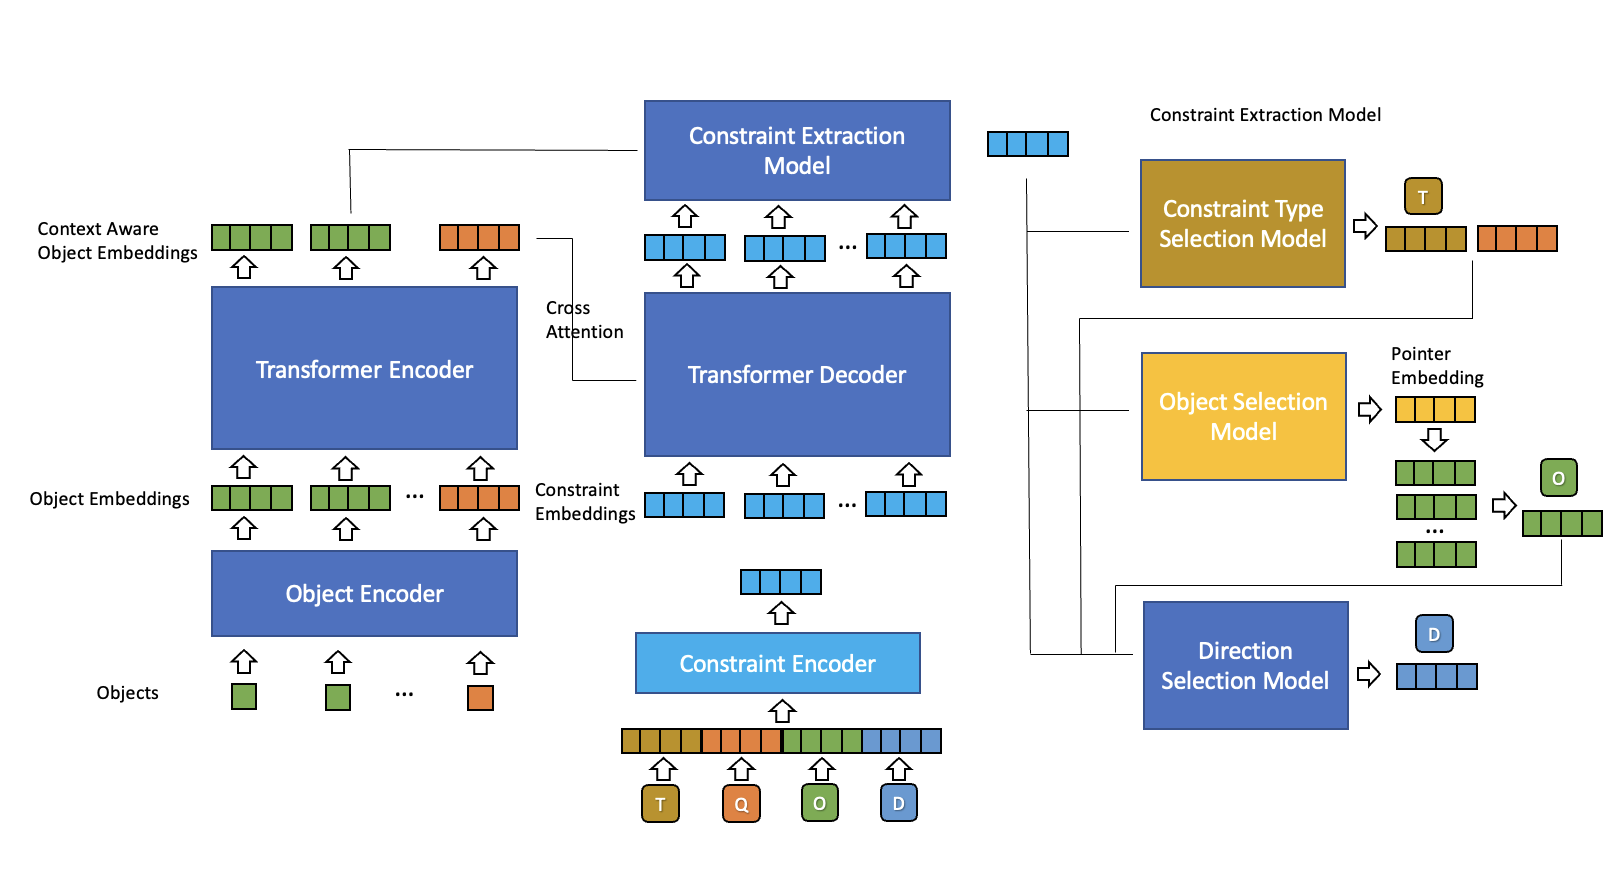 Context Aware
Object Embeddings
Transformer Encoder
Object Embeddings
...
Object Encoder
Objects
...
Constraint Extraction
Model
...
Cross
Attention
Transformer Decoder
Constraint
Embeddings
...
Constraint Encoder
T
Q
O
D
Constraint Extraction Model
Constraint Type
Selection Model
T
Object Selection
Model
Pointer
Embedding
...
O
Direction
Selection Model
D